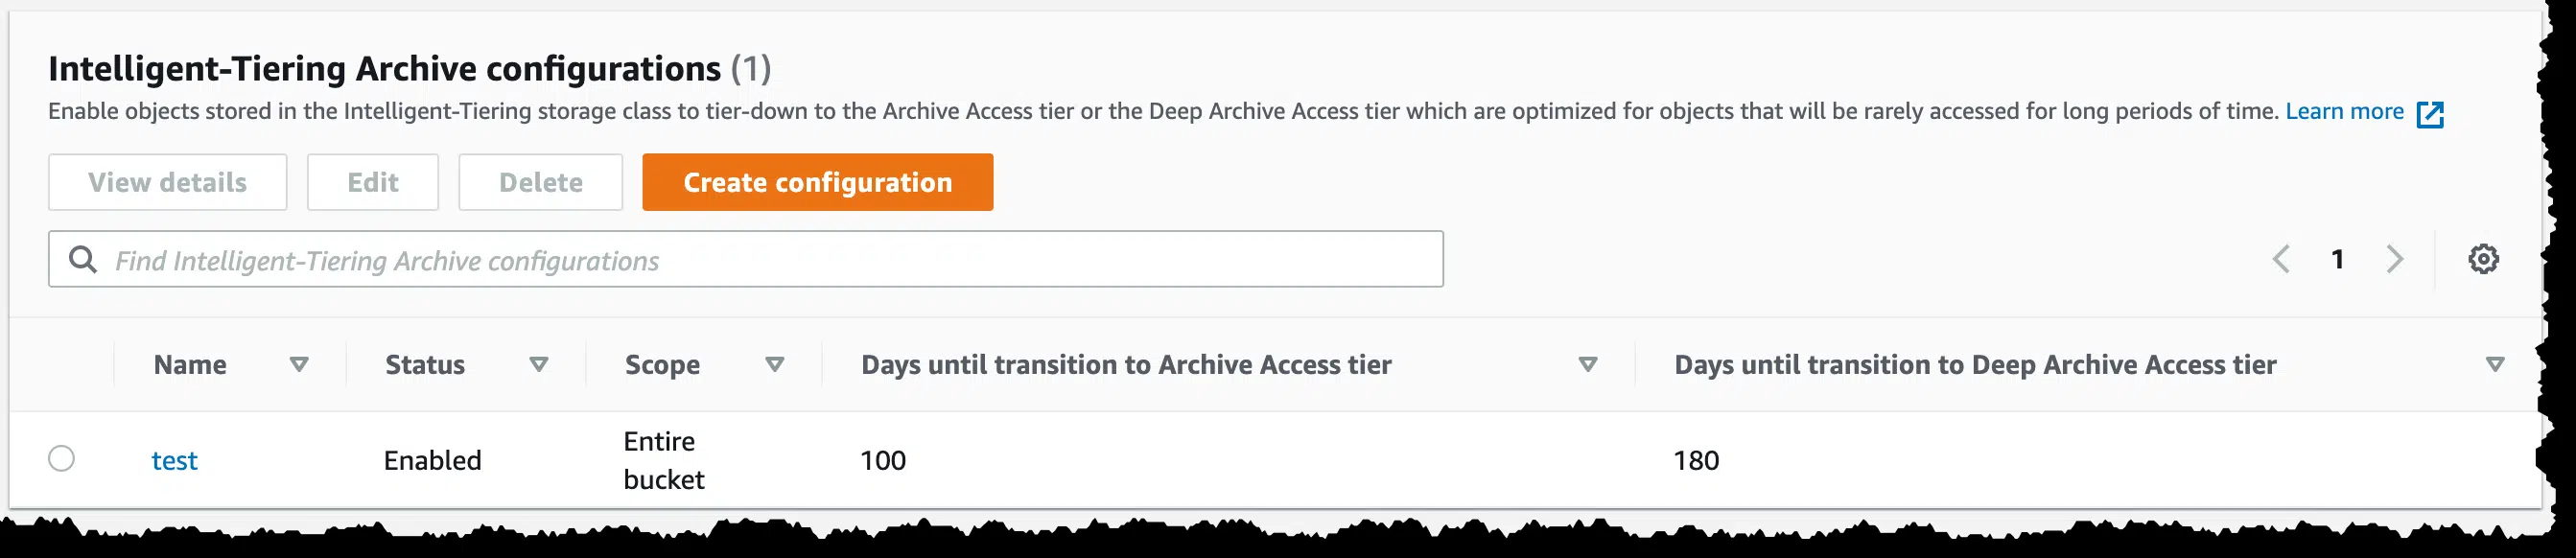 Intelligent-Tiering Archive configurations (1)
Enable objects stored in the Intelligent-Tiering storage class to tier-down to the Archive Access tier or the Deep Archive Access tier which are optimized for objects that will be rarely accessed for long periods of time. Learn more
View details Edit Delete Create configuration
Find Intelligent-Tiering Archive configurations 1
Name Status Scope Days until transition to Archive Access tier Days until transition to Deep Archive Access tier
test Enabled Entire bucket 100 180